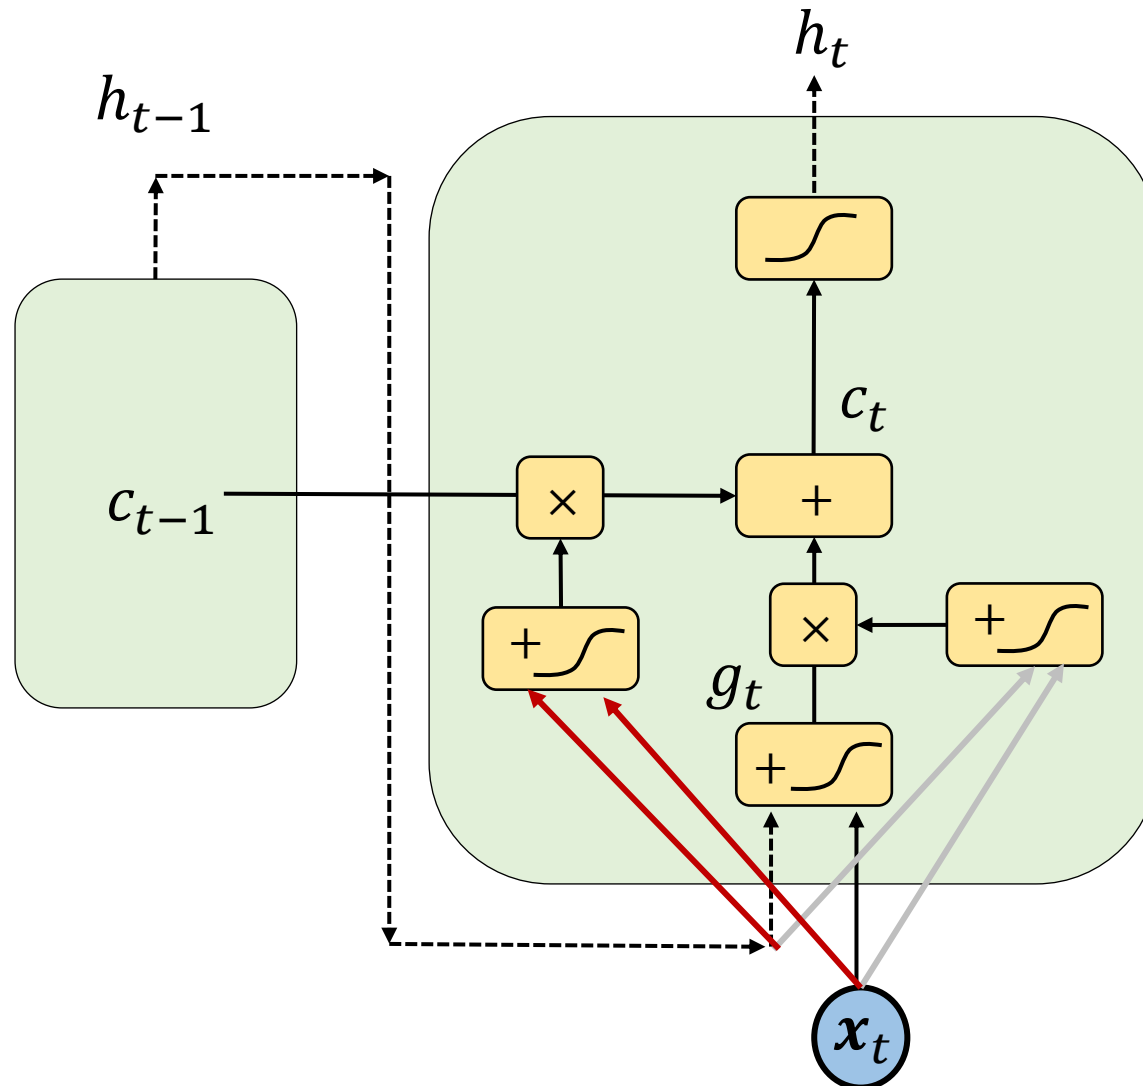 h_t
h_{t−1}
c_t
c_{t−1}
×
+
+
×
+
g_t
+
x_t